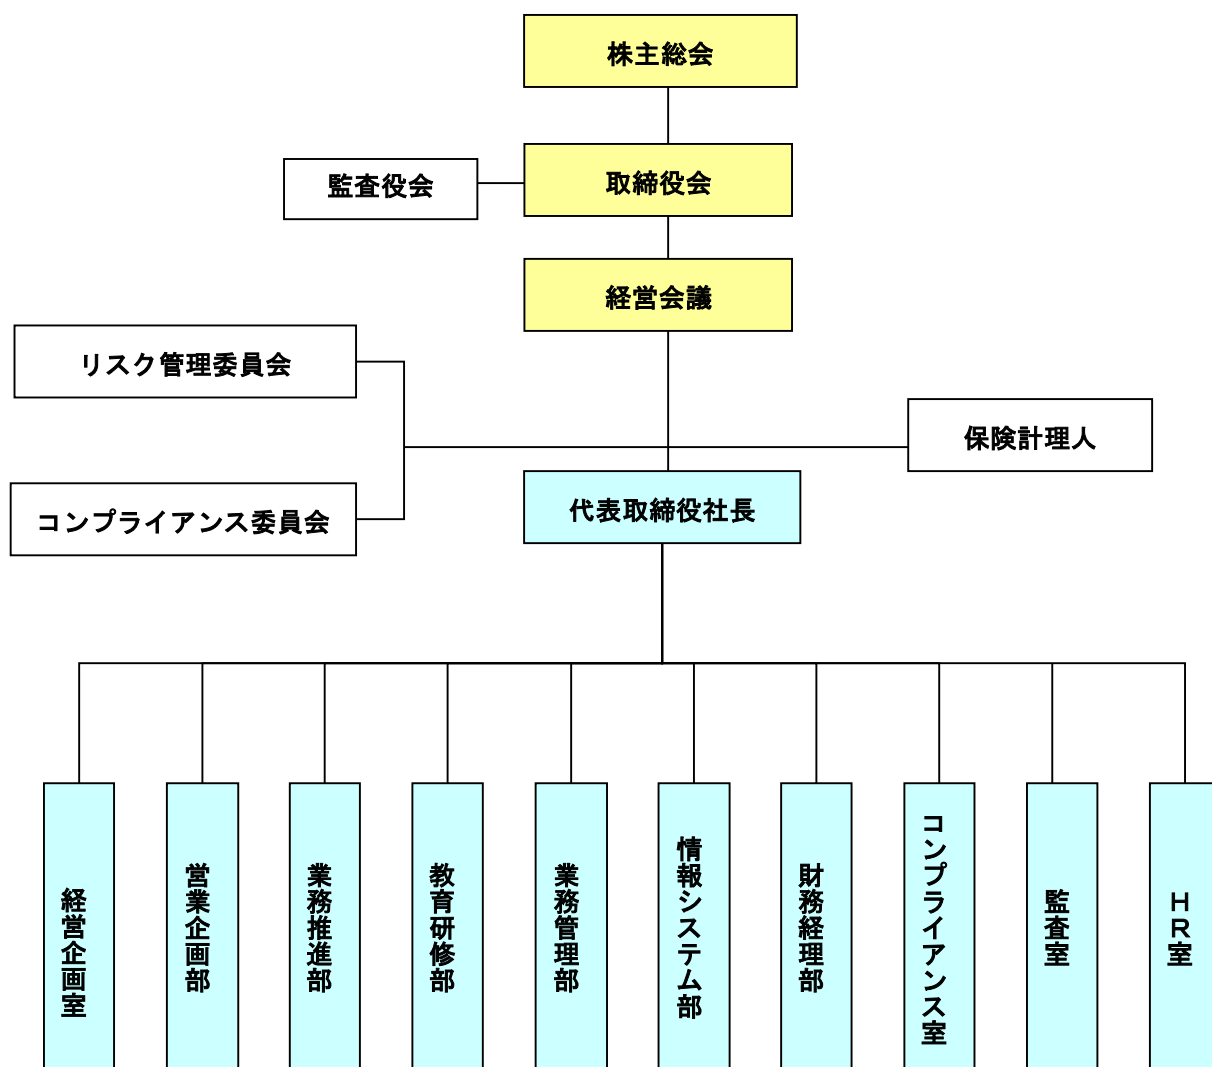 株主総会
監査役会
取締役会
経営会議
リスク管理委員会
保険計理人
コンプライアンス委員会
代表取締役社長
経営企画室
営業企画部
業務推進部
教育研修部
業務管理部
情報システム部
財務経理部
コンプライアンス室
監査室
ＨＲ室